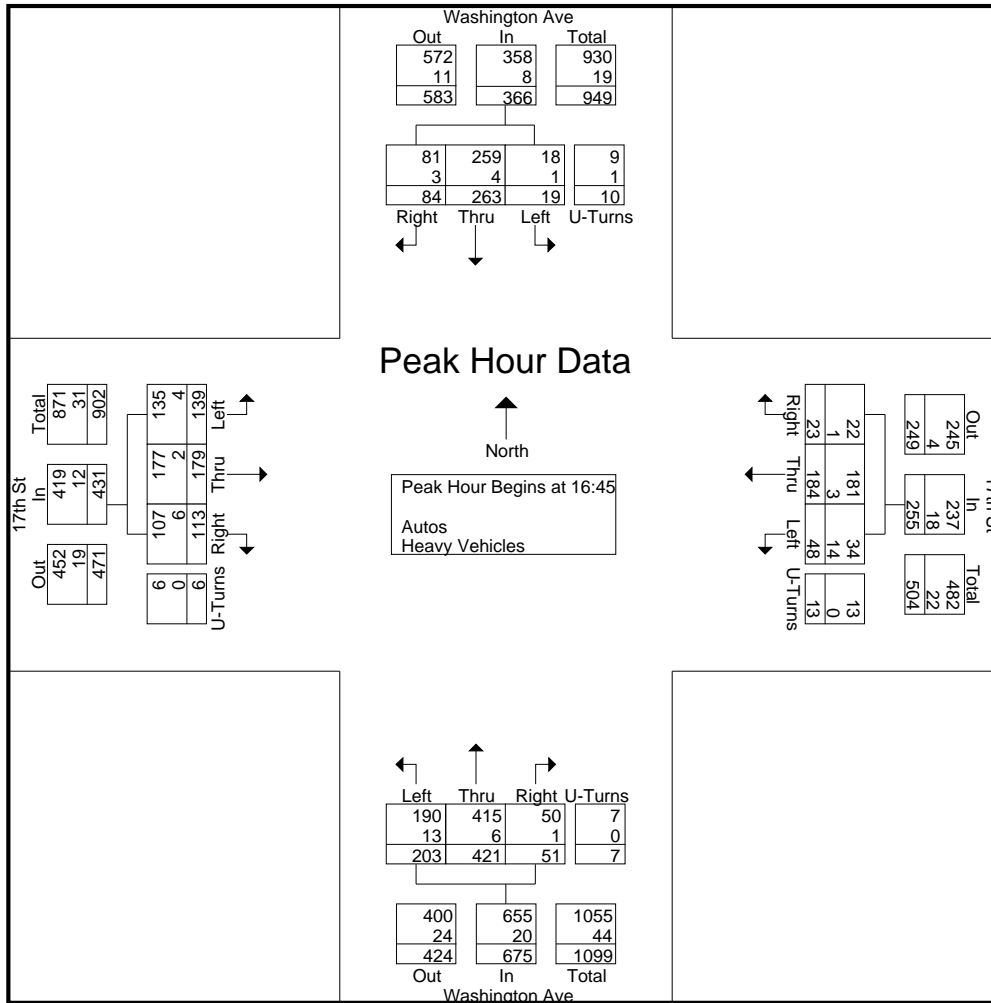 Washington Ave
Out In Total
572 358 930
11 8 19
583 366 949
81 259 18 9
3 4 1 1
84 263 19 10
Right Thru Left U-Turns
Peak Hour Data
North
Peak Hour Begins at 16:45
Autos
Heavy Vehicles
17th St
Total In Out
871 419 452
31 12 19
902 431 471
135 177 107 6
4 2 6 0
139 179 113 6
Left Thru Right U-Turns
17th St
Out In Total
245 237 482
4 18 22
249 255 504
22 181 34 13
1 3 14 0
23 184 48 13
Right Thru Left U-Turns
Left Thru Right U-Turns
190 415 50 7
13 6 1 0
203 421 51 7
400 655 1055
24 20 44
424 675 1099
Out In Total
Washington Ave